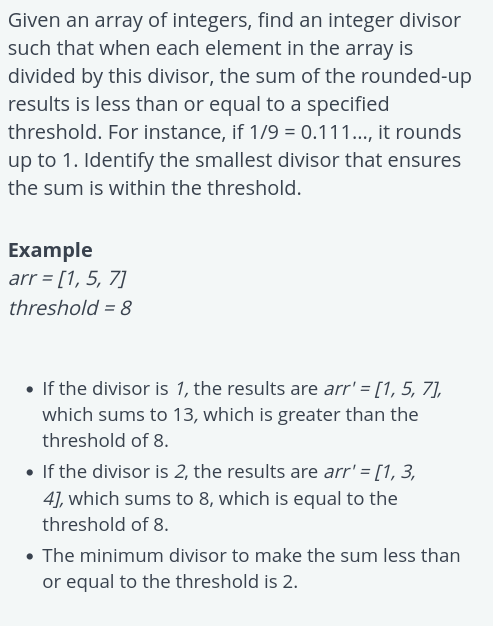 Given an array of integers, find an integer divisor
such that when each element in the array is
divided by this divisor, the sum of the rounded-up
results is less than or equal to a specified
threshold. For instance, if 1/9 = 0.111..., it rounds
up to 1. Identify the smallest divisor that ensures
the sum is within the threshold.
Example
arr = [1, 5, 7]
threshold = 8
• If the divisor is 1, the results are arr' = [1, 5, 7],
which sums to 13, which is greater than the
threshold of 8.
• If the divisor is 2, the results are arr' = [1, 3,
4], which sums to 8, which is equal to the
threshold of 8.
• The minimum divisor to make the sum less than
or equal to the threshold is 2.